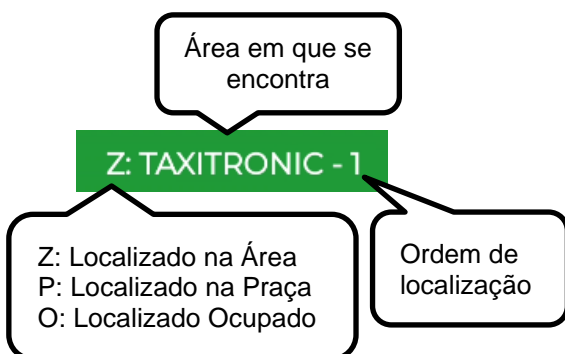 Área em que se
encontra
Z: TAXITRONIC - 1
Z: Localizado na Área
P: Localizado na Praça
O: Localizado Ocupado
Ordem de
localização